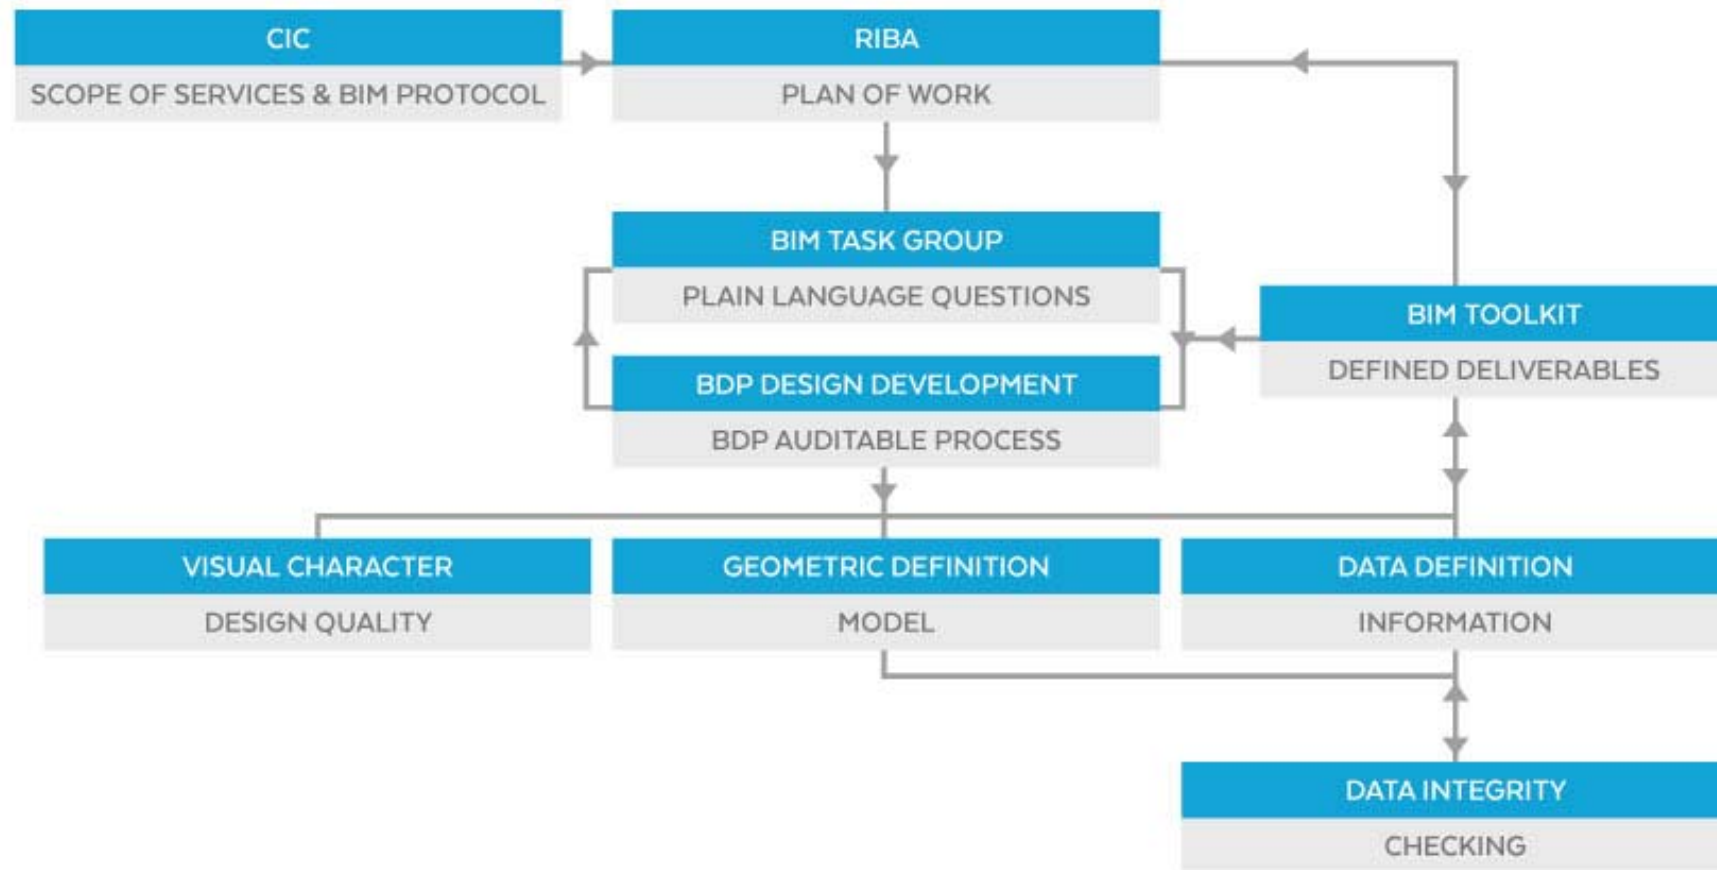 CIC
SCOPE OF SERVICES & BIM PROTOCOL
RIBA
PLAN OF WORK
BIM TASK GROUP
PLAIN LANGUAGE QUESTIONS
BIM TOOLKIT
DEFINED DELIVERABLES
BDP DESIGN DEVELOPMENT
BDP AUDITABLE PROCESS
VISUAL CHARACTER
DESIGN QUALITY
GEOMETRIC DEFINITION
MODEL
DATA DEFINITION
INFORMATION
DATA INTEGRITY
CHECKING